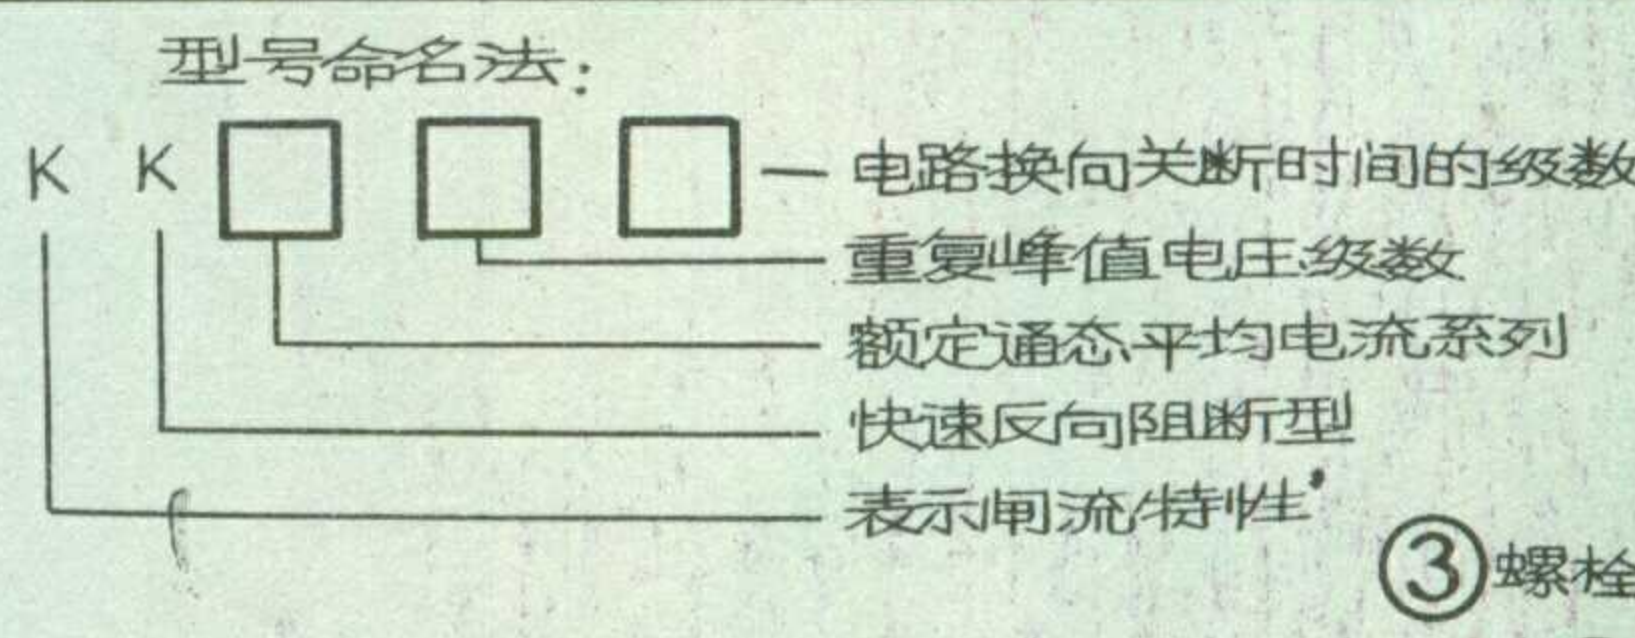 型号命名法:
K K □ □ □ — 电路换向关断时间的级数
重复峰值电压级数
额定通态平均电流系列
快速反向阻断型
表示闸流特性
③螺栓